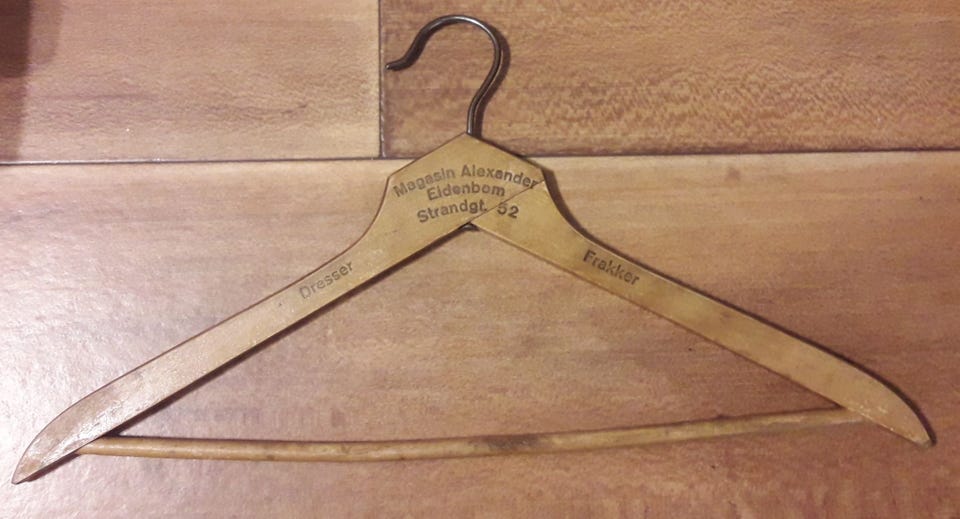 Magasin Alexander
Eidenbom
Strandgt. 52
Dresser
Frakker